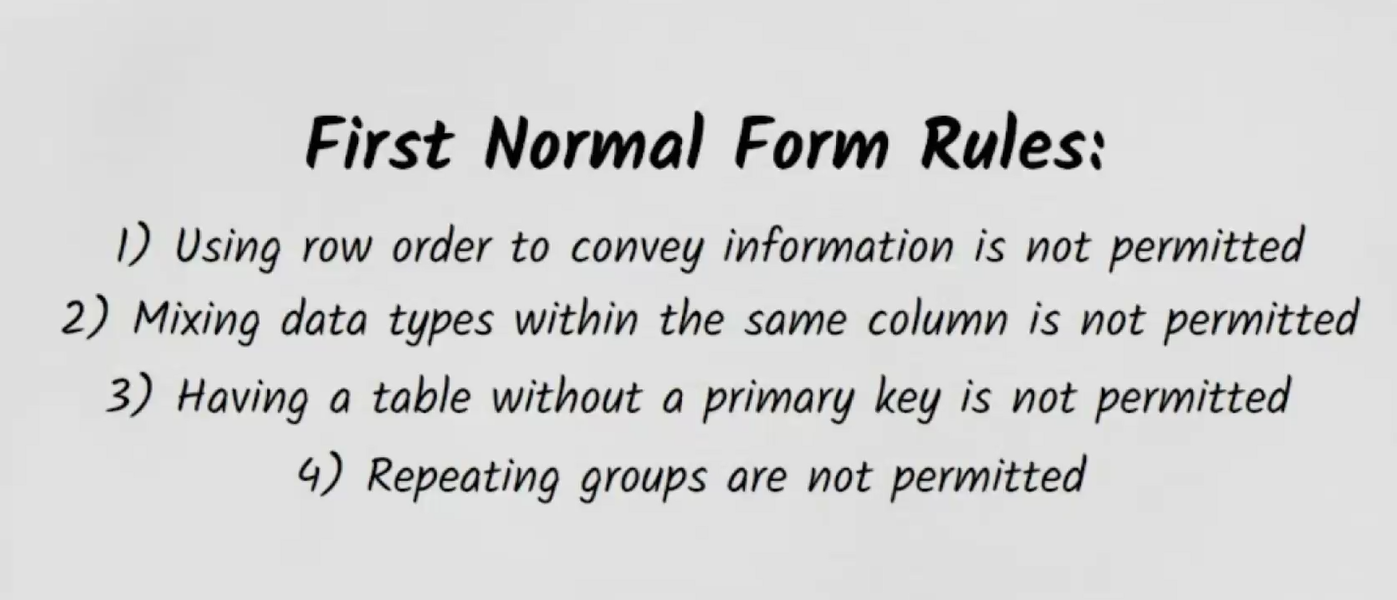 First Normal Form Rules:
1) Using row order to convey information is not permitted
2) Mixing data types within the same column is not permitted
3) Having a table without a primary key is not permitted
4) Repeating groups are not permitted